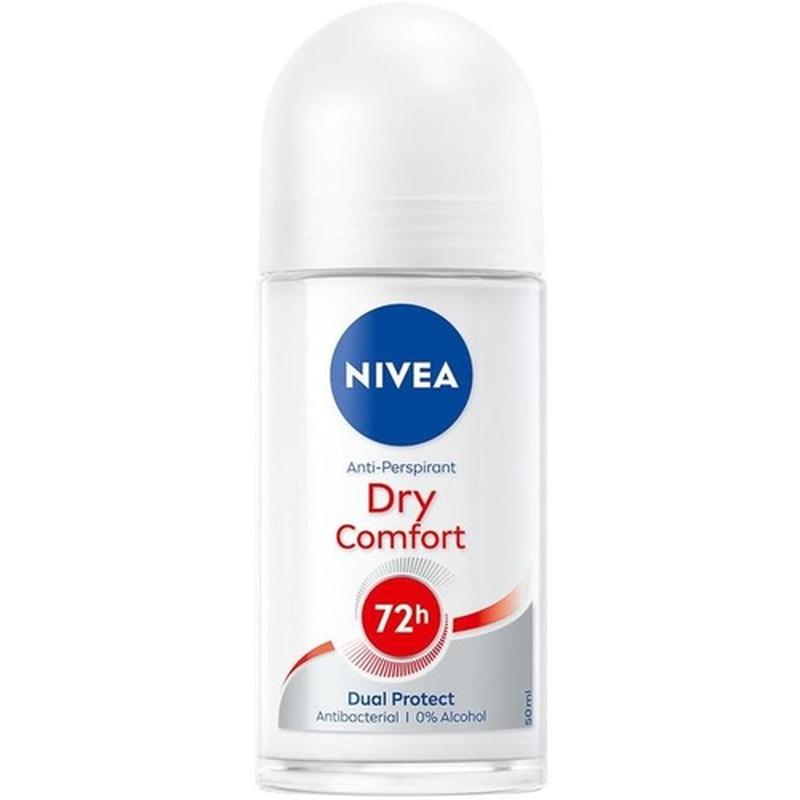 NIVEA
Anti-Perspirant
Dry
Comfort
72h
Dual Protect
Antibacterial | 0% Alcohol
50ml